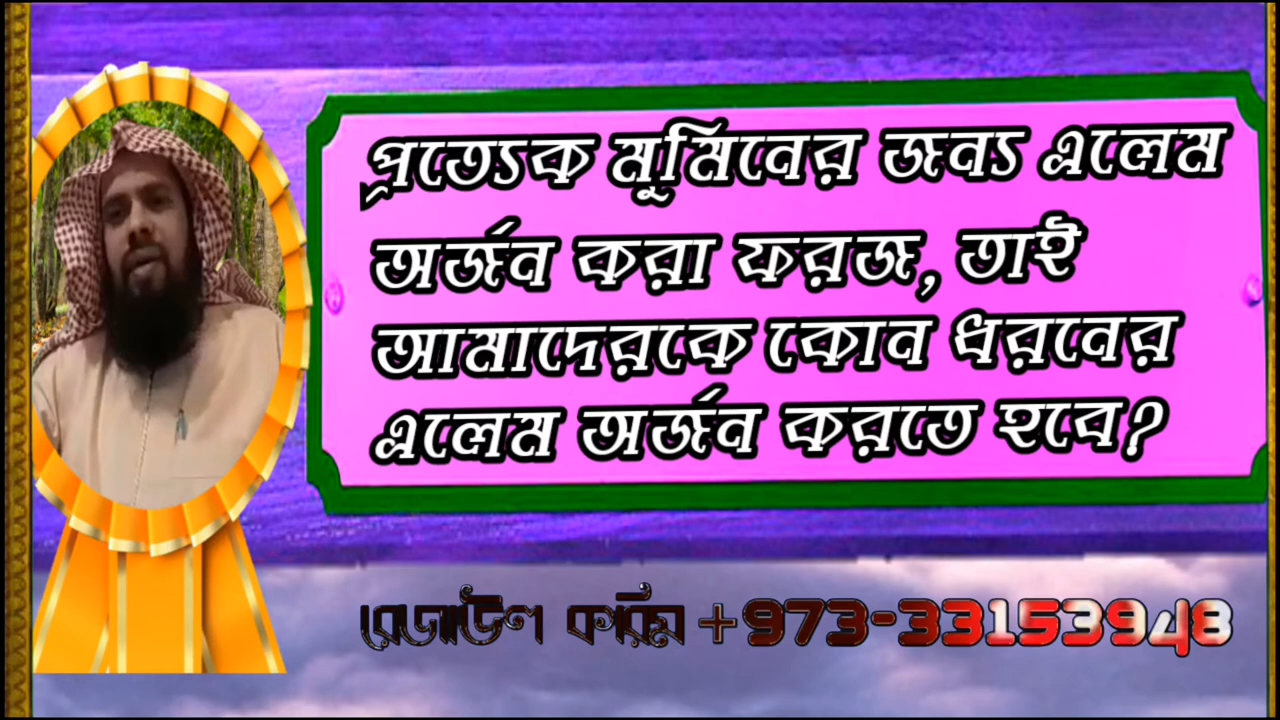 প্রত্যেক মুমিনের জন্য এলেম
অর্জন করা ফরজ, তাই
আমাদেরকে কোন ধরনের
এলেম অর্জন করতে হবে?
রেজাউল করিম +973-33153948